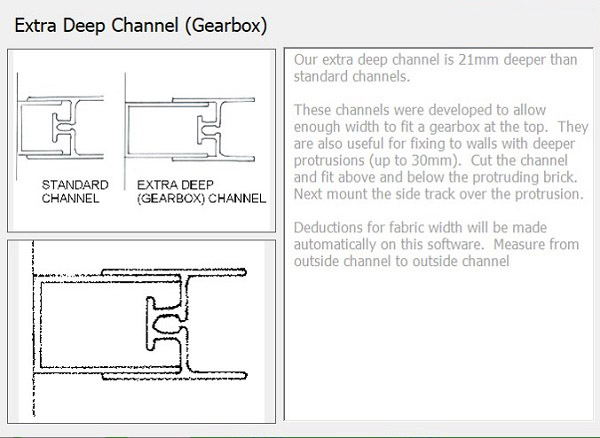 Extra Deep Channel (Gearbox)
STANDARD
CHANNEL
EXTRA DEEP
(GEARBOX) CHANNEL
Our extra deep channel is 21mm deeper than
standard channels.
These channels were developed to allow
enough width to fit a gearbox at the top.  They
are also useful for fixing to walls with deeper
protrusions (up to 30mm).  Cut the channel
and fit above and below the protruding brick.
Next mount the side track over the protrusion.
Deductions for fabric width will be made
automatically on this software.  Measure from
outside channel to outside channel